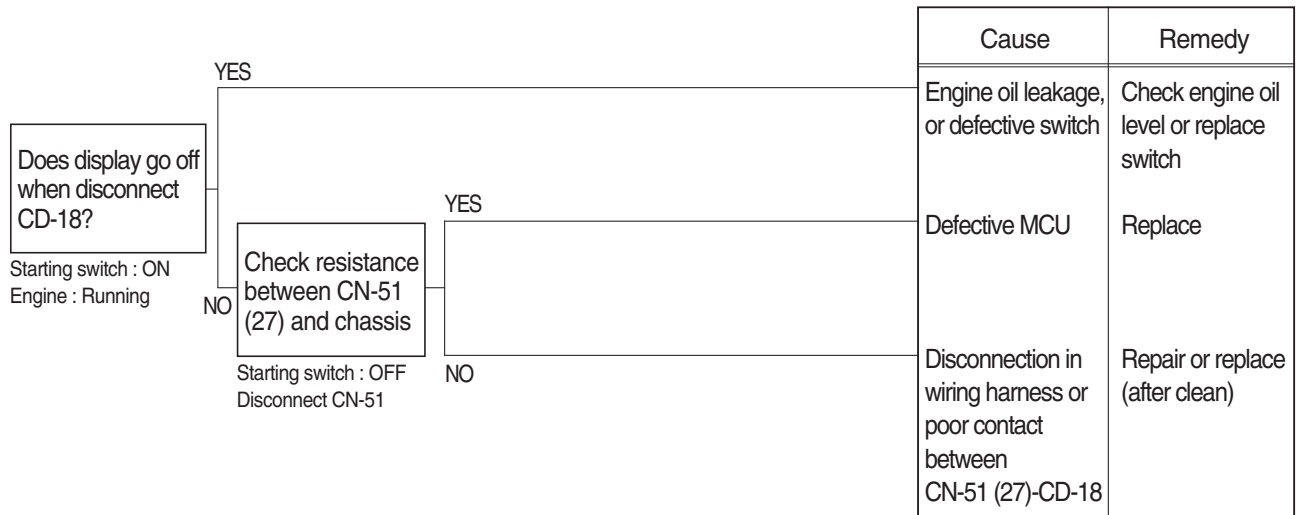 Cause
Remedy
YES
Engine oil leakage,
or defective switch
Check engine oil
level or replace
switch
Does display go off
when disconnect
CD-18?
Starting switch : ON
Engine : Running
YES
Defective MCU
Replace
NO
Check resistance
between CN-51
(27) and chassis
Starting switch : OFF
Disconnect CN-51
NO
Disconnection in
wiring harness or
poor contact
between
CN-51 (27)-CD-18
Repair or replace
(after clean)